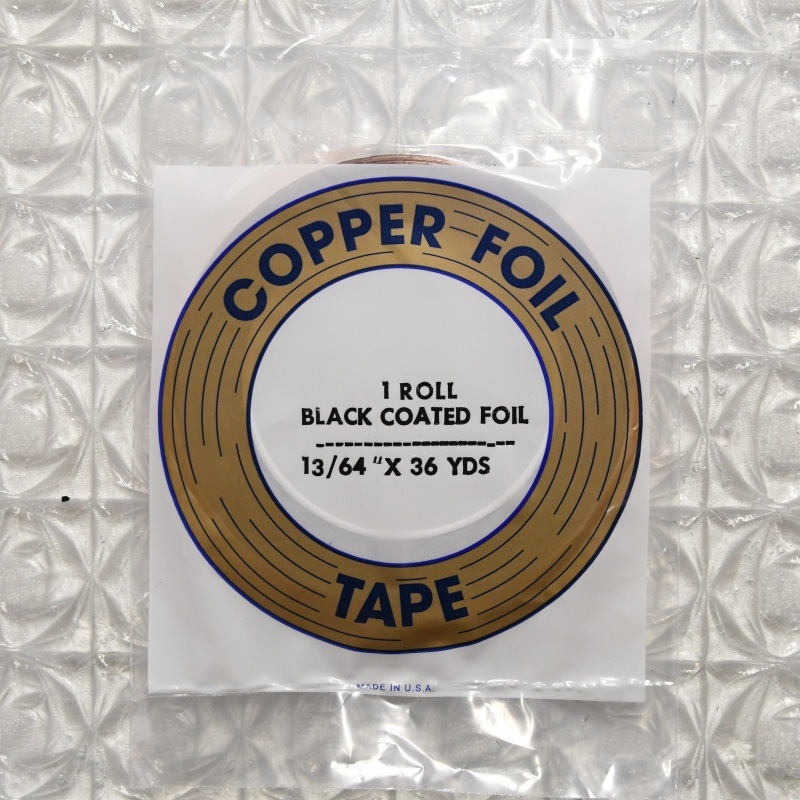 COPPER FOIL
1 ROLL
BLACK COATED FOIL
13/64 "X 36 YDS
TAPE
MADE IN U.S.A.